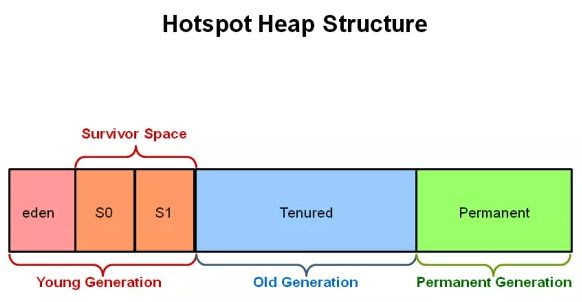 Hotspot Heap Structure
Survivor Space
eden S0 S1 Tenured Permanent
Young Generation Old Generation Permanent Generation